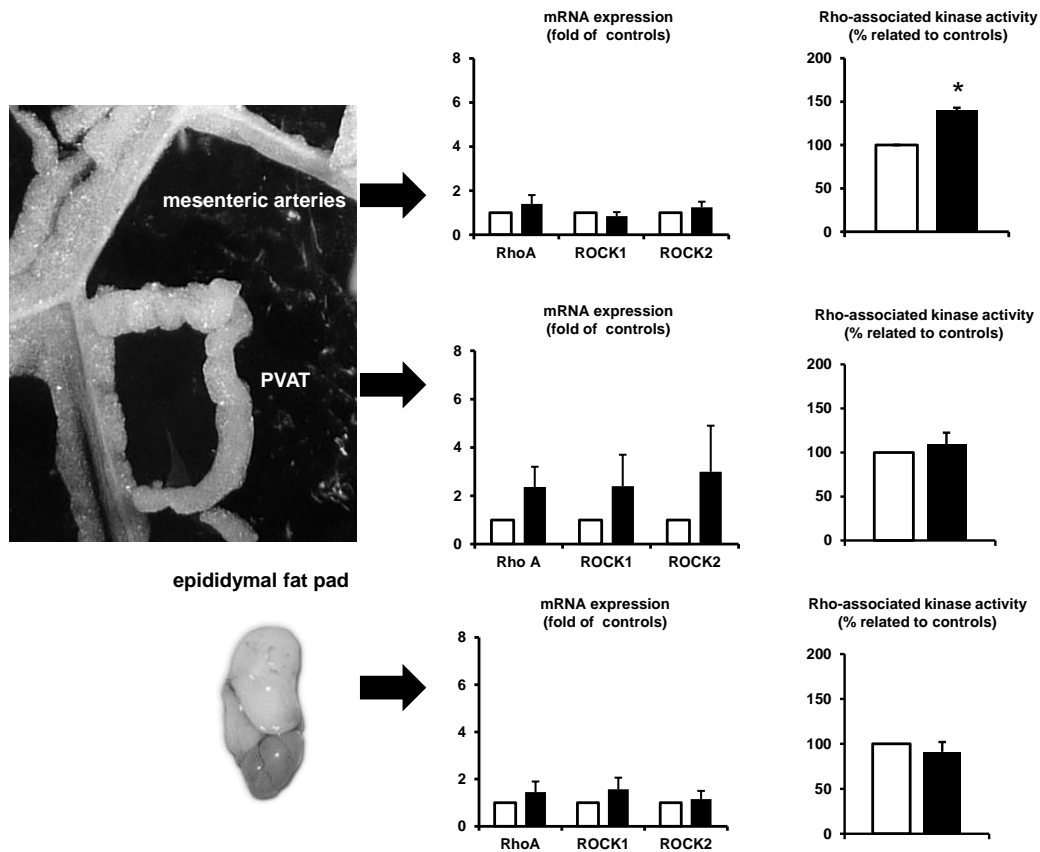 mRNA expression
(fold of controls)
8
6
4
2
0
RhoA ROCK1 ROCK2
Rho-associated kinase activity
(% related to controls)
200
150
100
50
0
*
mesenteric arteries
mRNA expression
(fold of controls)
8
6
4
2
0
Rho A ROCK1 ROCK2
Rho-associated kinase activity
(% related to controls)
200
150
100
50
0
PVAT
epididymal fat pad
mRNA expression
(fold of controls)
8
6
4
2
0
RhoA ROCK1 ROCK2
Rho-associated kinase activity
(% related to controls)
200
150
100
50
0